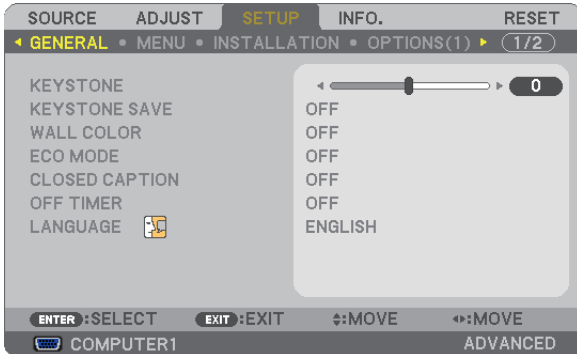 SOURCE ADJUST SETUP INFO. RESET
GENERAL • MENU • INSTALLATION • OPTIONS(1) 1/2
KEYSTONE 0
KEYSTONE SAVE OFF
WALL COLOR OFF
ECO MODE OFF
CLOSED CAPTION OFF
OFF TIMER OFF
LANGUAGE ENGLISH
ENTER :SELECT EXIT :EXIT :MOVE :MOVE
COMPUTER1 ADVANCED